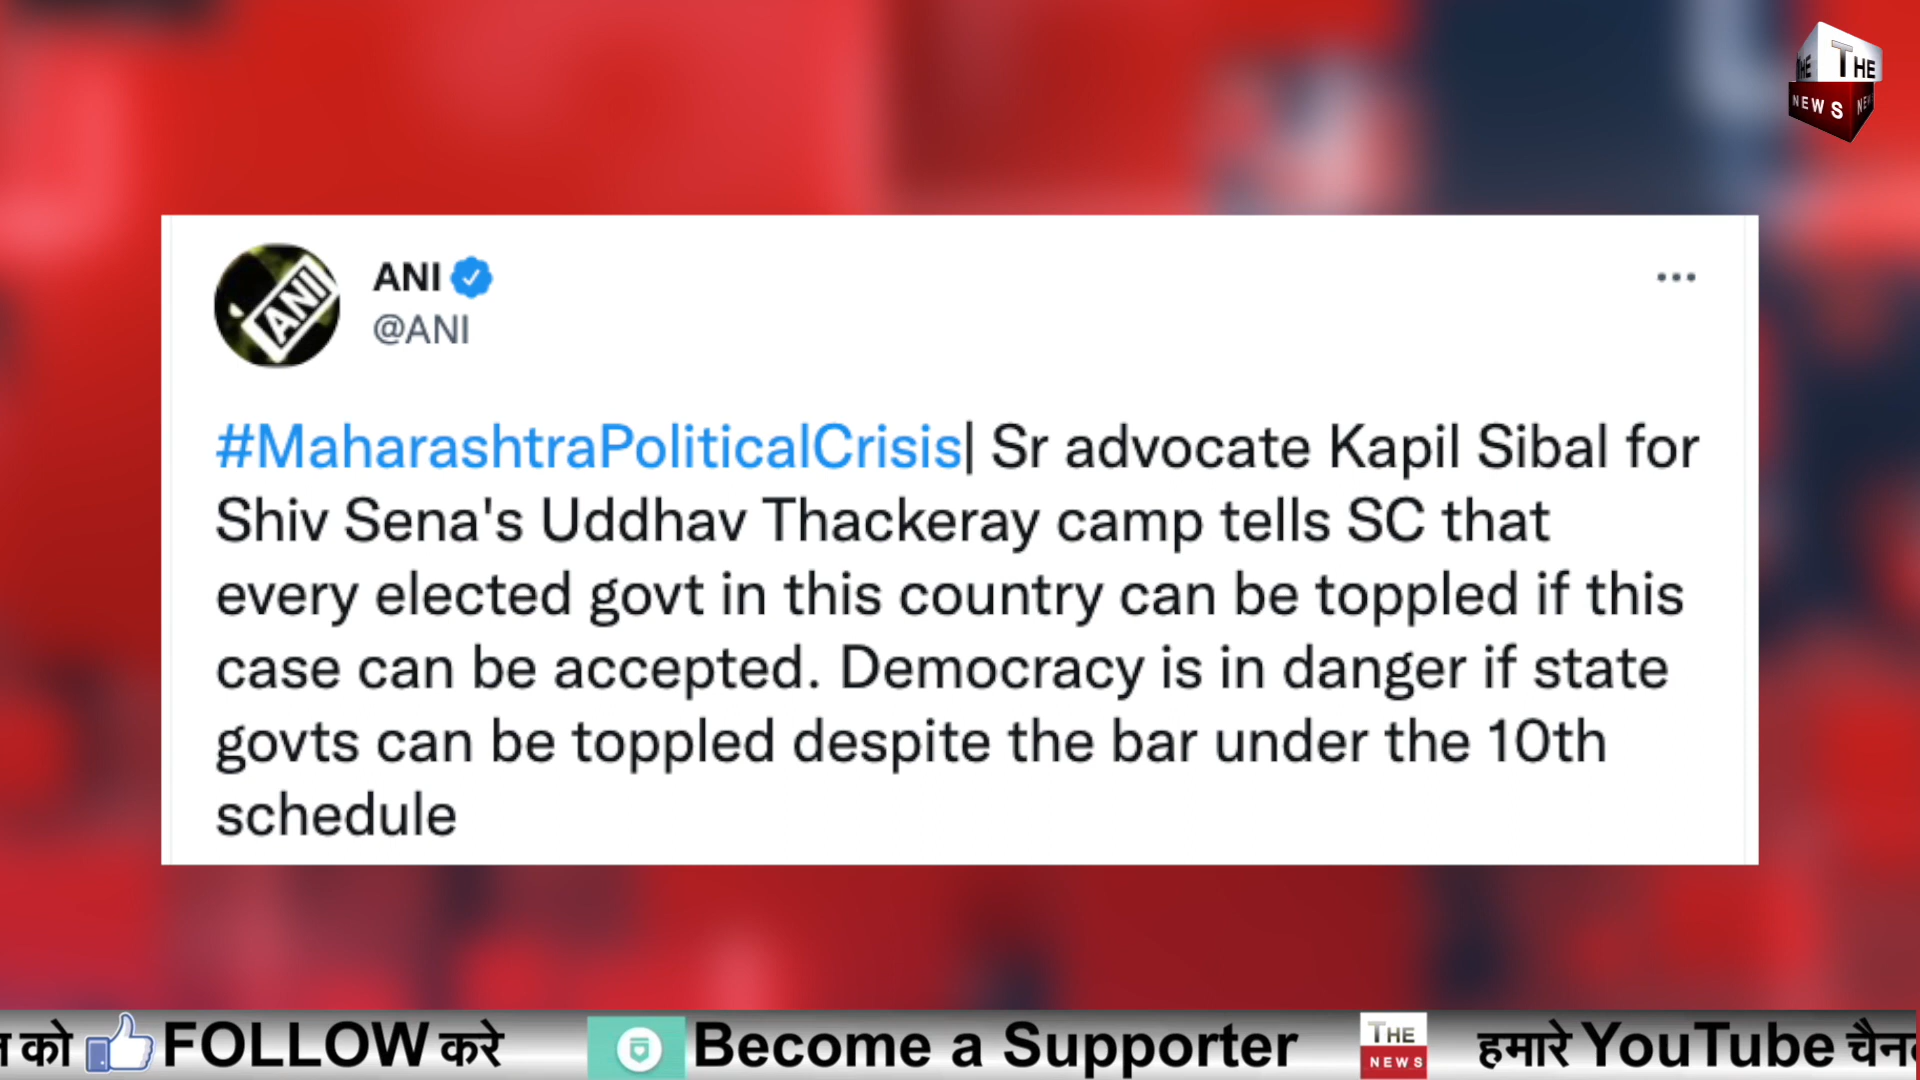 THE
THE
NEWS
ANI
ANI
@ANI
#MaharashtraPoliticalCrisis| Sr advocate Kapil Sibal for
Shiv Sena's Uddhav Thackeray camp tells SC that
every elected govt in this country can be toppled if this
case can be accepted. Democracy is in danger if state
govts can be toppled despite the bar under the 10th
schedule
को FOLLOW करे Become a Supporter THE NEWS हमारे YouTube